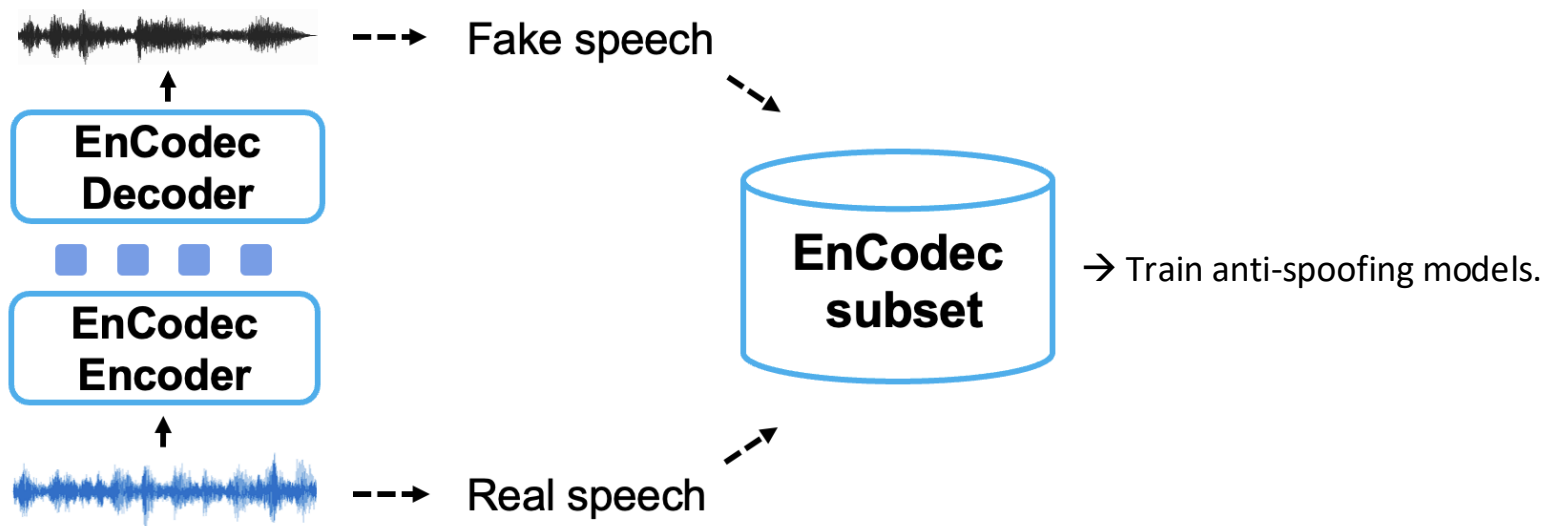 Fake speech
EnCodec
Decoder
EnCodec
Encoder
Real speech
EnCodec
subset
→ Train anti-spoofing models.